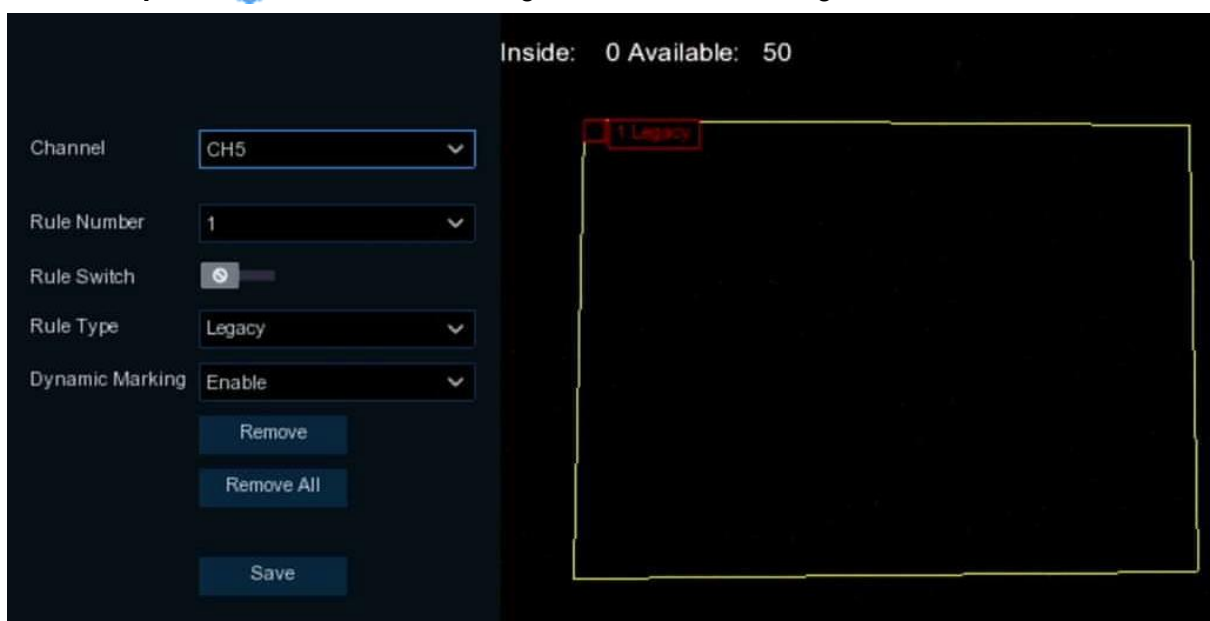 Inside: 0 Available: 50
1 Legacy
Channel CH5
Rule Number 1
Rule Switch
Rule Type Legacy
Dynamic Marking Enable
Remove
Remove All
Save